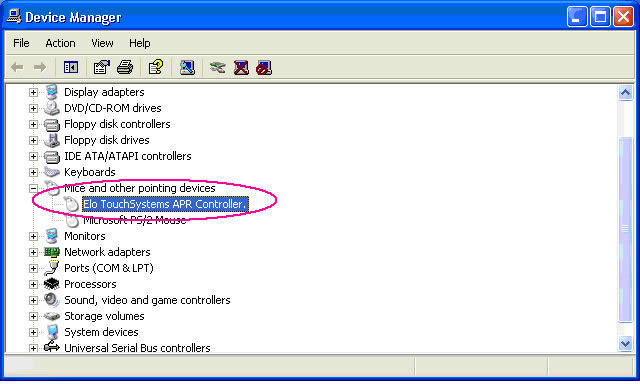 Device Manager
File Action View Help
Display adapters
DVD/CD-ROM drives
Floppy disk controllers
Floppy disk drives
IDE ATA/ATAPI controllers
Keyboards
Mice and other pointing devices
Elo TouchSystems APR Controller.
Microsoft PS/2 Mouse
Monitors
Network adapters
Ports (COM & LPT)
Processors
Sound, video and game controllers
Storage volumes
System devices
Universal Serial Bus controllers